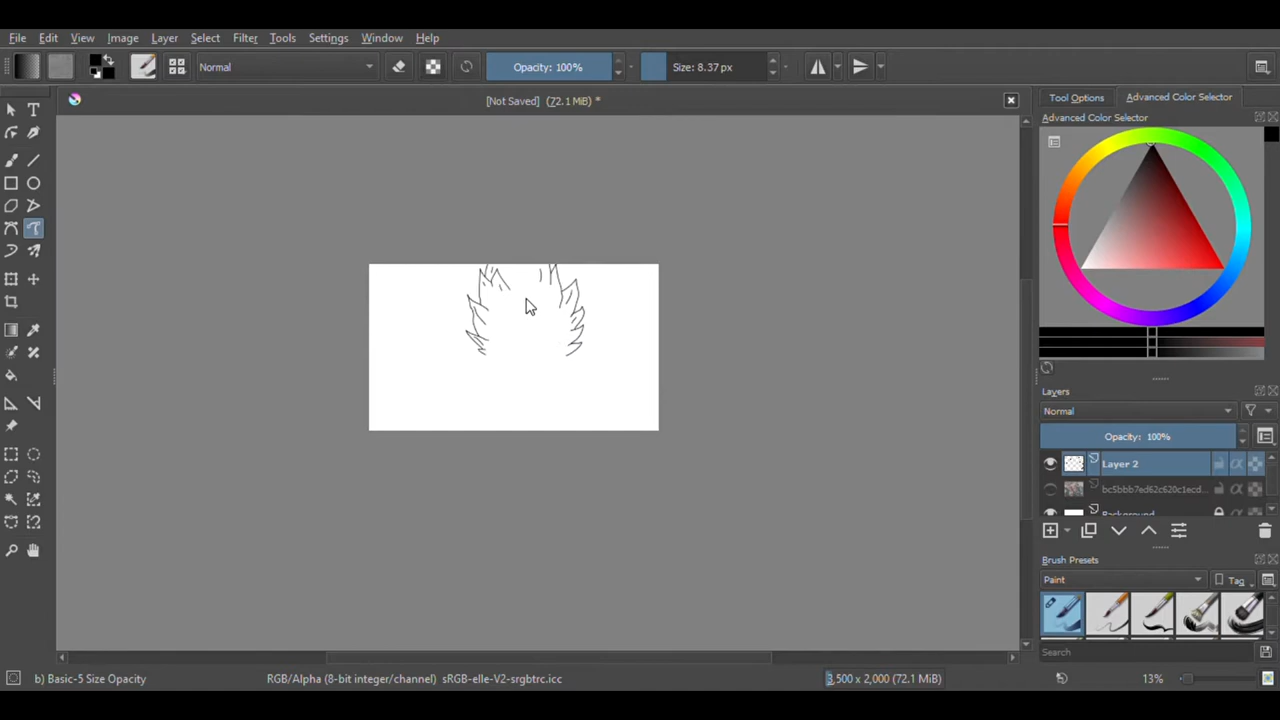 File Edit View Image Layer Select Filter Tools Settings Window Help
Normal Opacity: 100% Size: 8.37 px
[Not Saved] (72.1 MiB) *
Tool Options Advanced Color Selector
Advanced Color Selector
Layers
Normal
Opacity: 100%
Layer 2
bc5bbb7ed62c620c1ecd...
Background
Brush Presets
Paint Tag
Search
b) Basic-5 Size Opacity RGB/Alpha (8-bit integer/channel) sRGB-elle-V2-srgbtrc.icc 3,500 x 2,000 (72.1 MiB) 13%